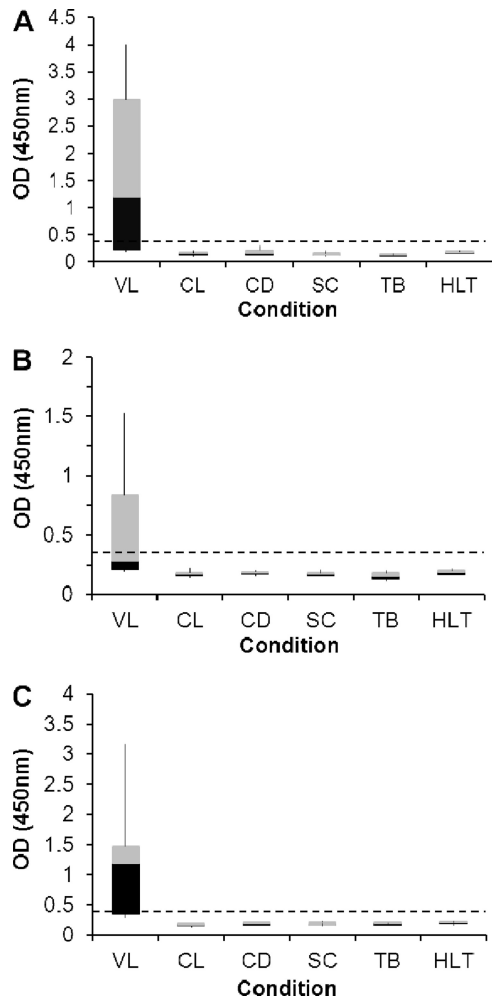 A
OD (450nm)
4.5
4
3.5
3
2.5
2
1.5
1
0.5
0
VL CL CD SC TB HLT
Condition
B
OD (450nm)
2
1.5
1
0.5
0
VL CL CD SC TB HLT
Condition
C
OD (450nm)
4
3.5
3
2.5
2
1.5
1
0.5
0
VL CL CD SC TB HLT
Condition